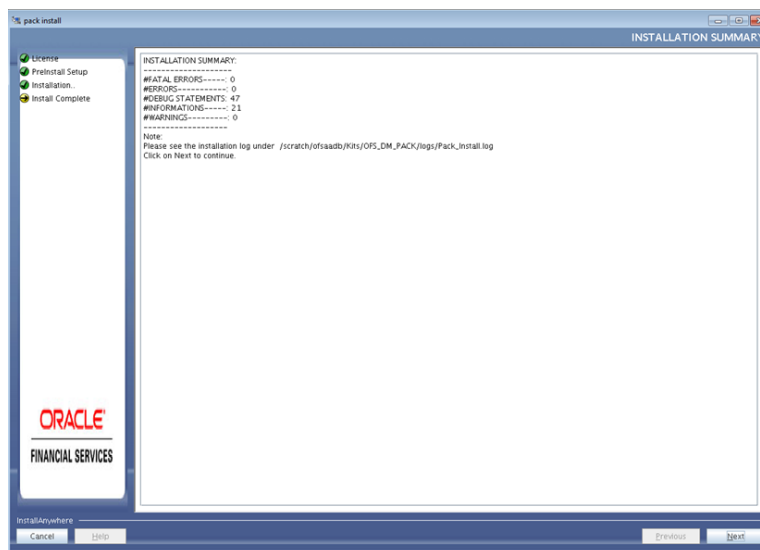 pack install
INSTALLATION SUMMARY
License
Preinstall Setup
Installation..
Install Complete
INSTALLATION SUMMARY:
--------------------
#FATAL ERRORS-----: 0
#ERRORS-----------: 0
#DEBUG STATEMENTS: 47
#INFORMATIONS-----: 21
#WARNINGS---------: 0
-------------------
Note:
Please see the installation log under /scratch/ofsaadb/Kits/OFS_DM_PACK/logs/Pack_Install.log
Click on Next to continue.
ORACLE
FINANCIAL SERVICES
InstallAnywhere
Cancel
Help
Previous
Next